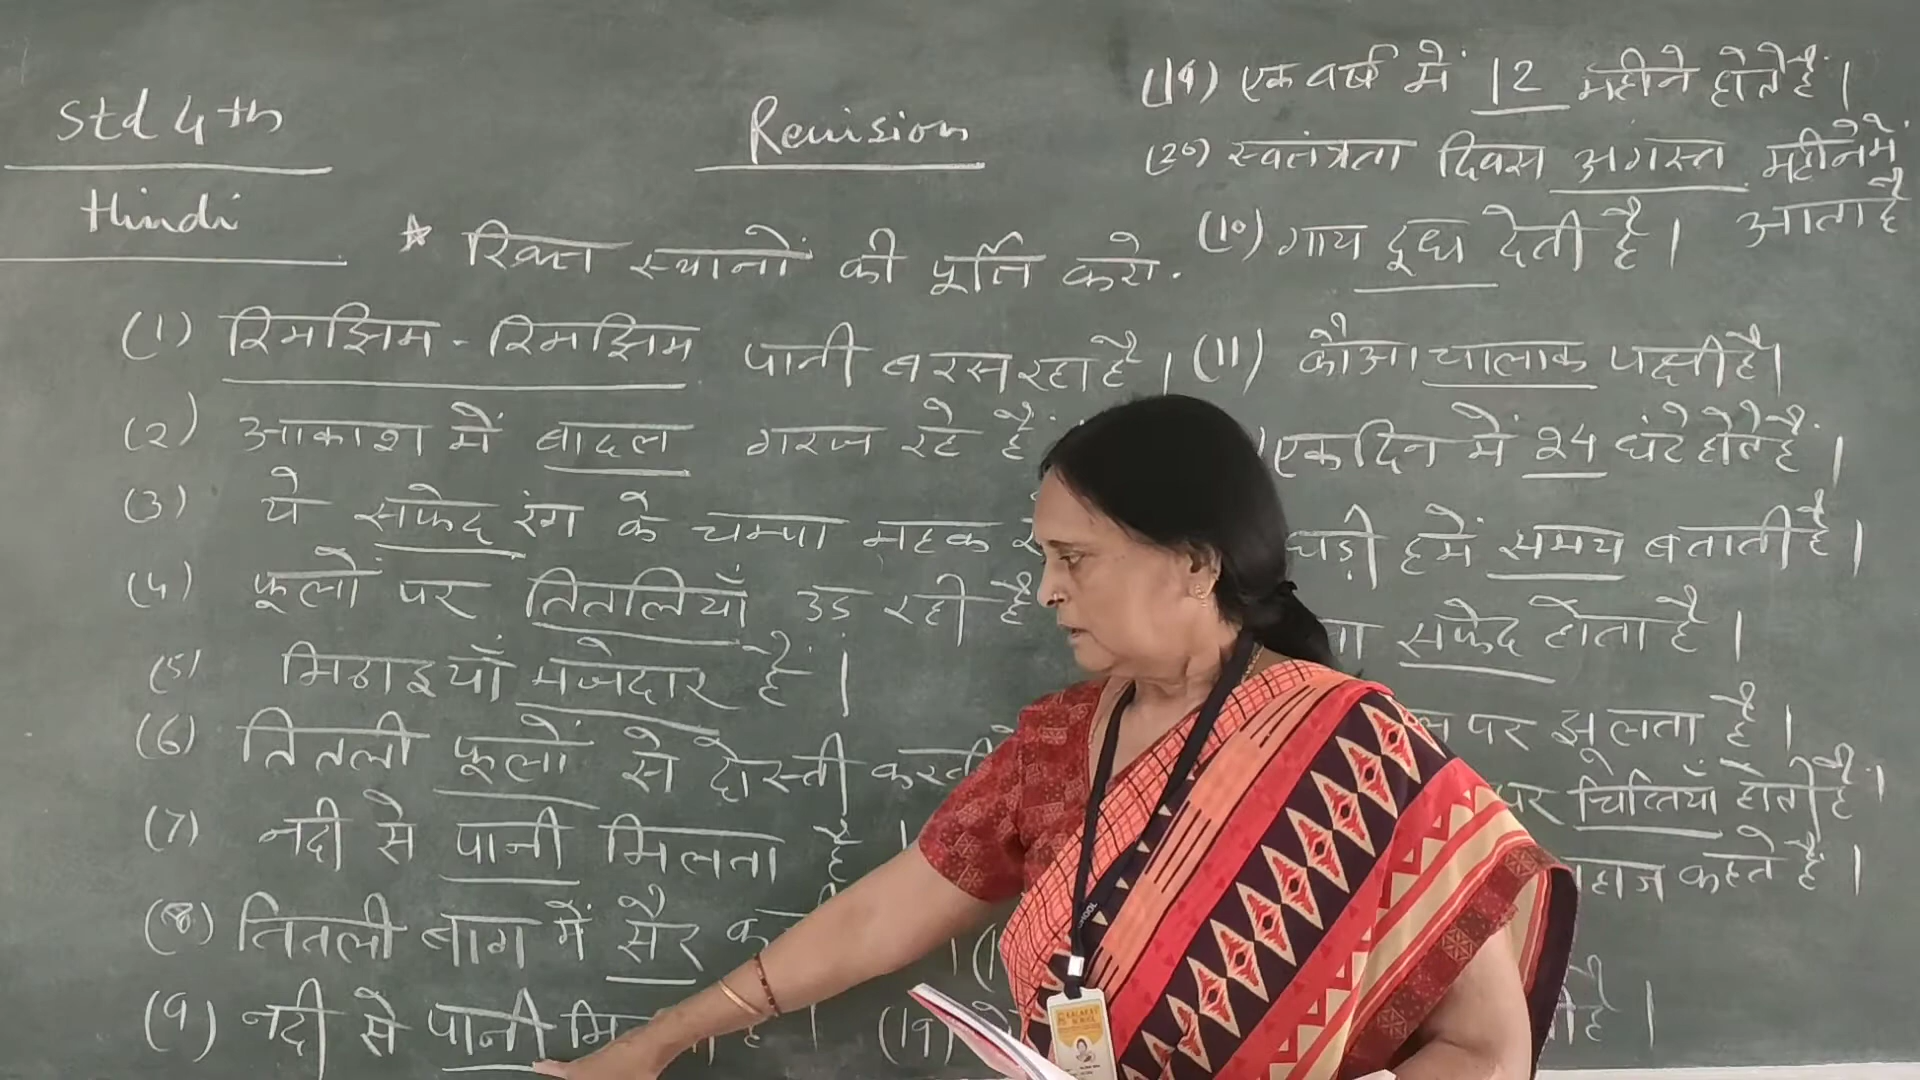 Std 4th
Hindi
Revision
* रिक्त स्थानों की पूर्ति करो.
(1) रिमझिम - रिमझिम पानी बरस रहा है।
(2) आकाश में बादल गरज रहे हैं
(3) ये सफेद रंग के चम्पा महक
(4) फूलों पर तितलियाँ उड रही है
(5) मिठाइयाँ मजेदार हैं।
(6) तितली फूलों से दोस्ती करती
(7) नदी से पानी मिलता है।
(8) तितली बाग में सैर
(9) नदी से पानी
(19) एक वर्ष में 12 महीने होते हैं।
(20) स्वतंत्रता दिवस अगस्त महीने में
आता है
(10) गाय दूध देती है।
(11) कौआ चालाक पक्षी है।
एक दिन में 24 घंटे होते हैं।
घड़ी हमें समय बताती है।
सफेद होता है।
पर झूलता है।
पर चित्तियाँ होती हैं।
कहते हैं।
(19)
है।